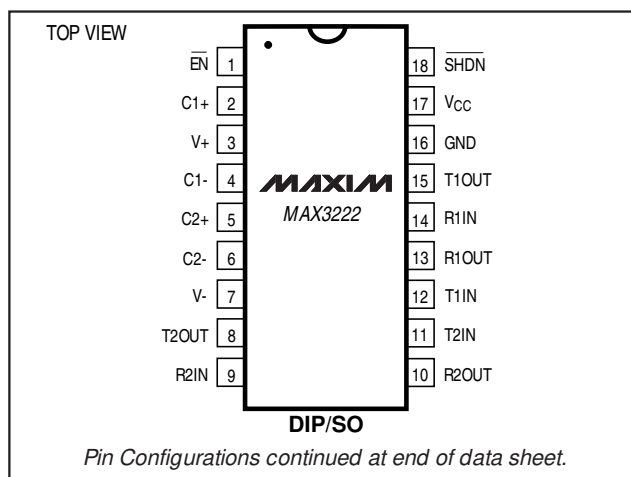 TOP VIEW
E̅N̅ 1
C1+ 2
V+ 3
C1- 4
C2+ 5
C2- 6
V- 7
T2OUT 8
R2IN 9
18 S̅H̅D̅N̅
17 VCC
16 GND
15 T1OUT
14 R1IN
13 R1OUT
12 T1IN
11 T2IN
10 R2OUT
MAXIM
MAX3222
DIP/SO
Pin Configurations continued at end of data sheet.